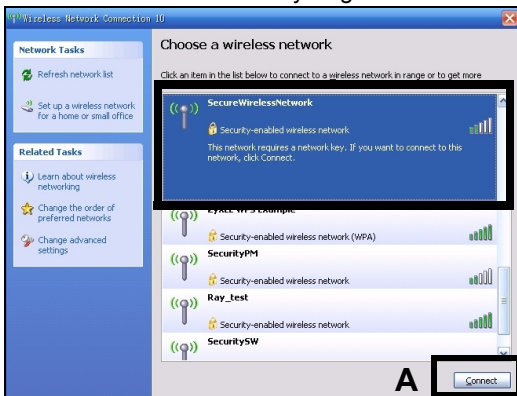 Wireless Network Connection 10
Network Tasks
Refresh network list
Set up a wireless network
for a home or small office
Related Tasks
Learn about wireless
networking
Change the order of
preferred networks
Change advanced
settings
Choose a wireless network
Click an item in the list below to connect to a wireless network in range or to get more
SecureWirelessNetwork
Security-enabled wireless network
This network requires a network key. If you want to connect to this
network, click Connect.
ZyXEL WPS Example
Security-enabled wireless network (WPA)
SecurityPM
Security-enabled wireless network
Ray_test
Security-enabled wireless network
SecuritySW
A
Connect